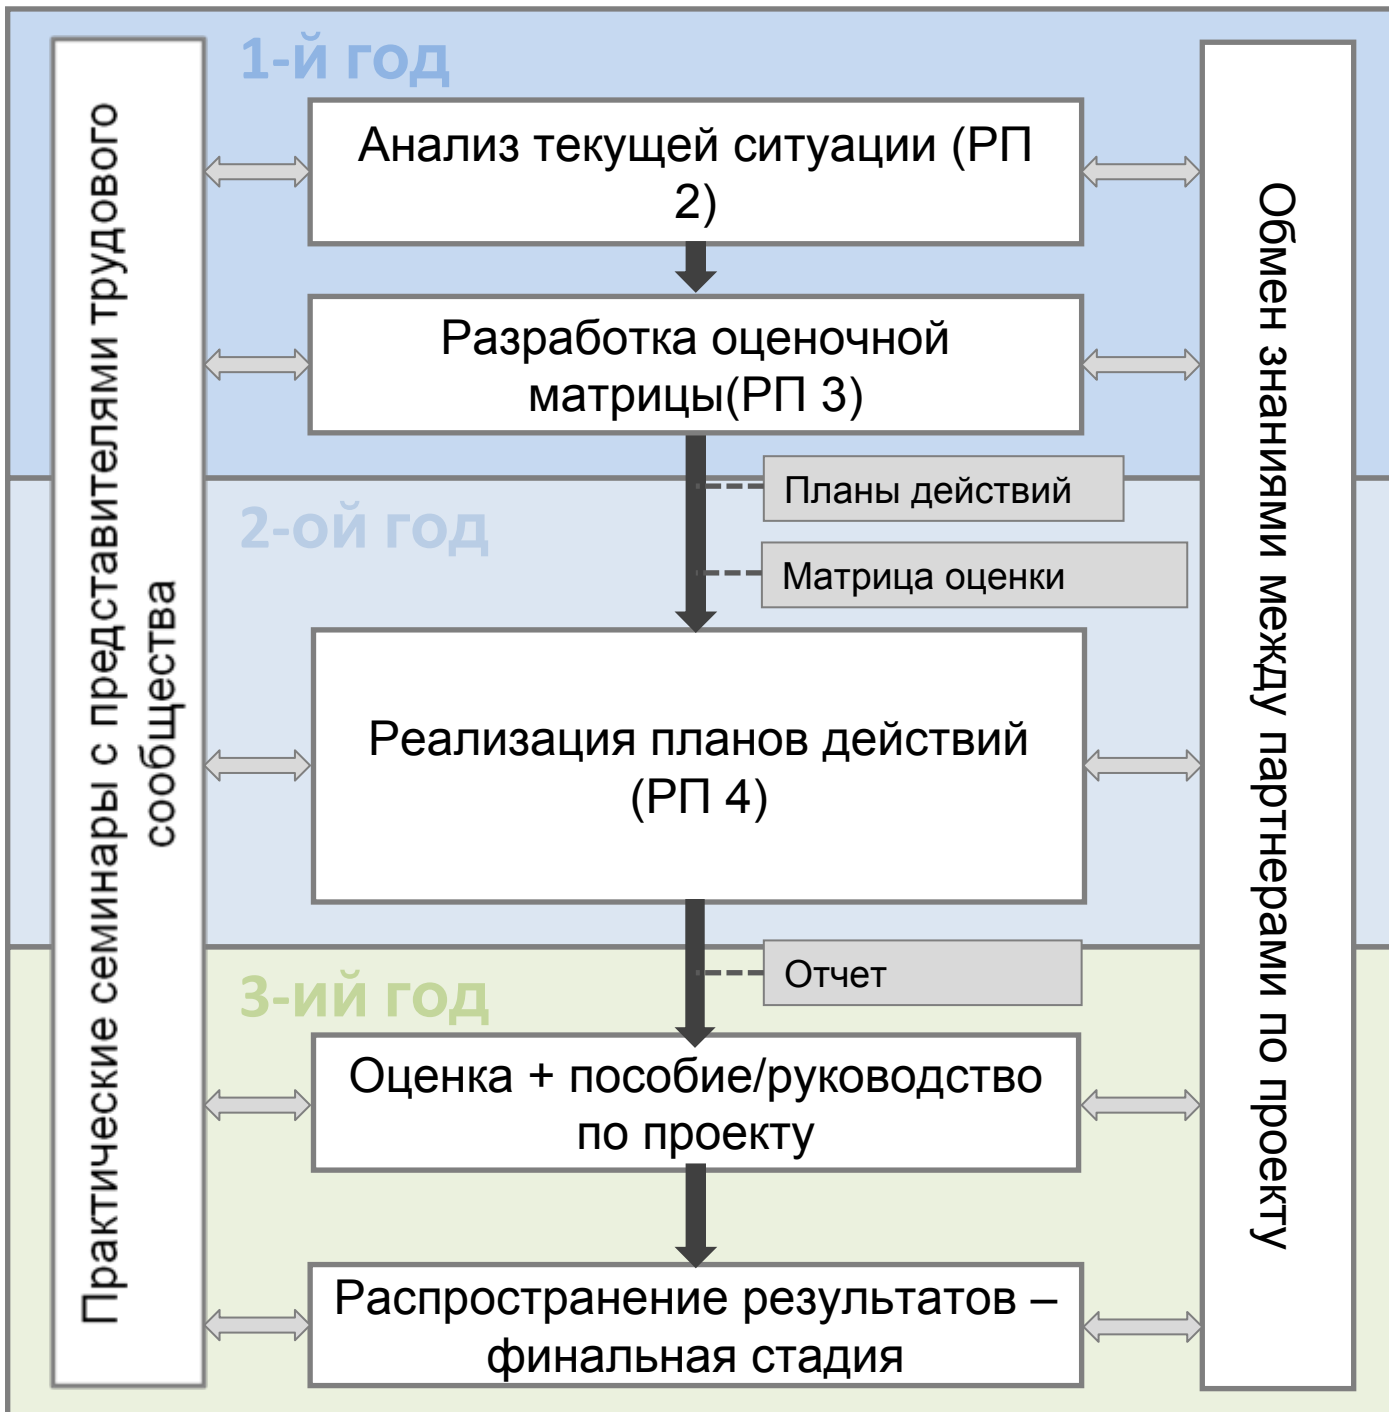 1-й год
Практические семинары с представителями трудового
сообщества
Анализ текущей ситуации (РП
2)
Разработка оценочной
матрицы(РП 3)
Планы действий
2-ой год
Матрица оценки
Реализация планов действий
(РП 4)
Отчет
3-ий год
Оценка + пособие/руководство
по проекту
Распространение результатов –
финальная стадия
Обмен знаниями между партнерами по проекту